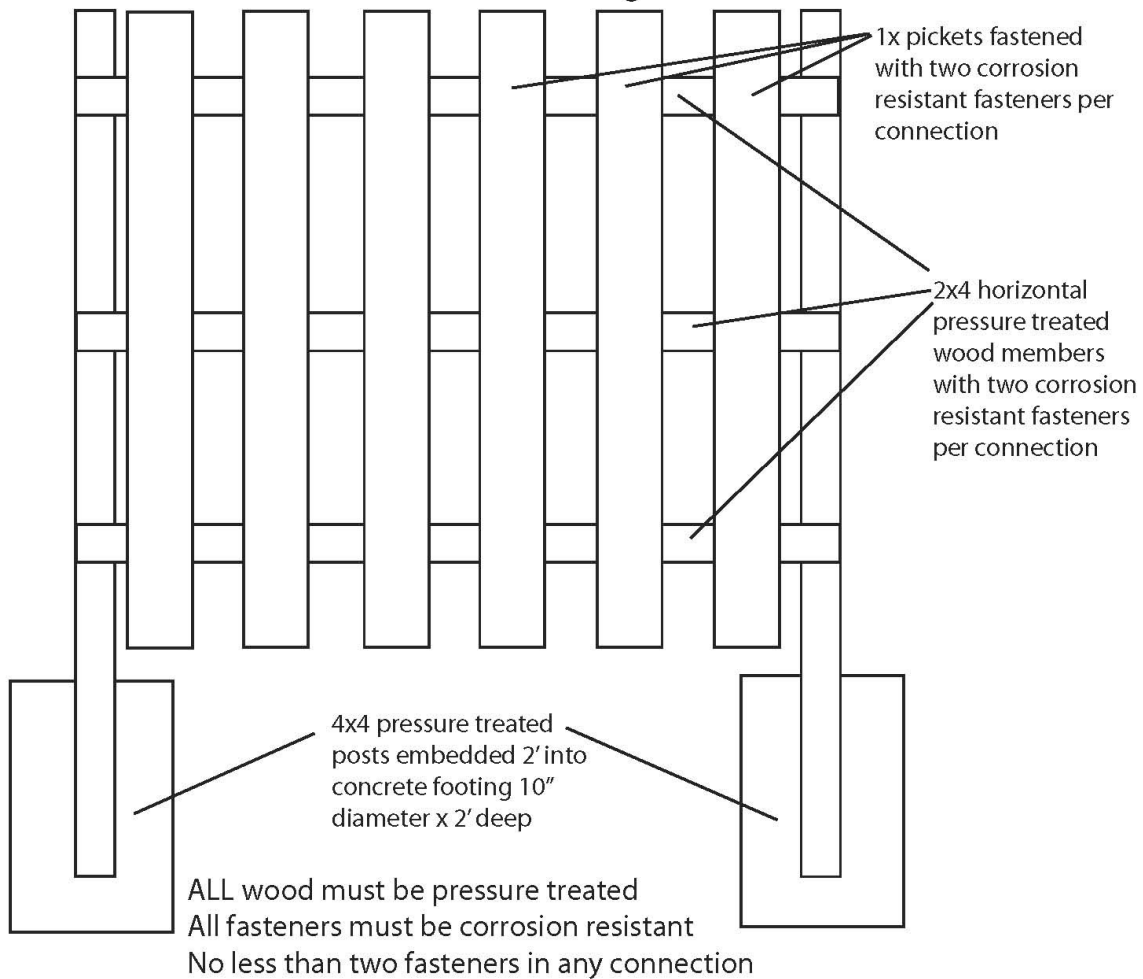 1x pickets fastened
with two corrosion
resistant fasteners per
connection
2x4 horizontal
pressure treated
wood members
with two corrosion
resistant fasteners
per connection
4x4 pressure treated
posts embedded 2' into
concrete footing 10"
diameter x 2' deep
ALL wood must be pressure treated
All fasteners must be corrosion resistant
No less than two fasteners in any connection